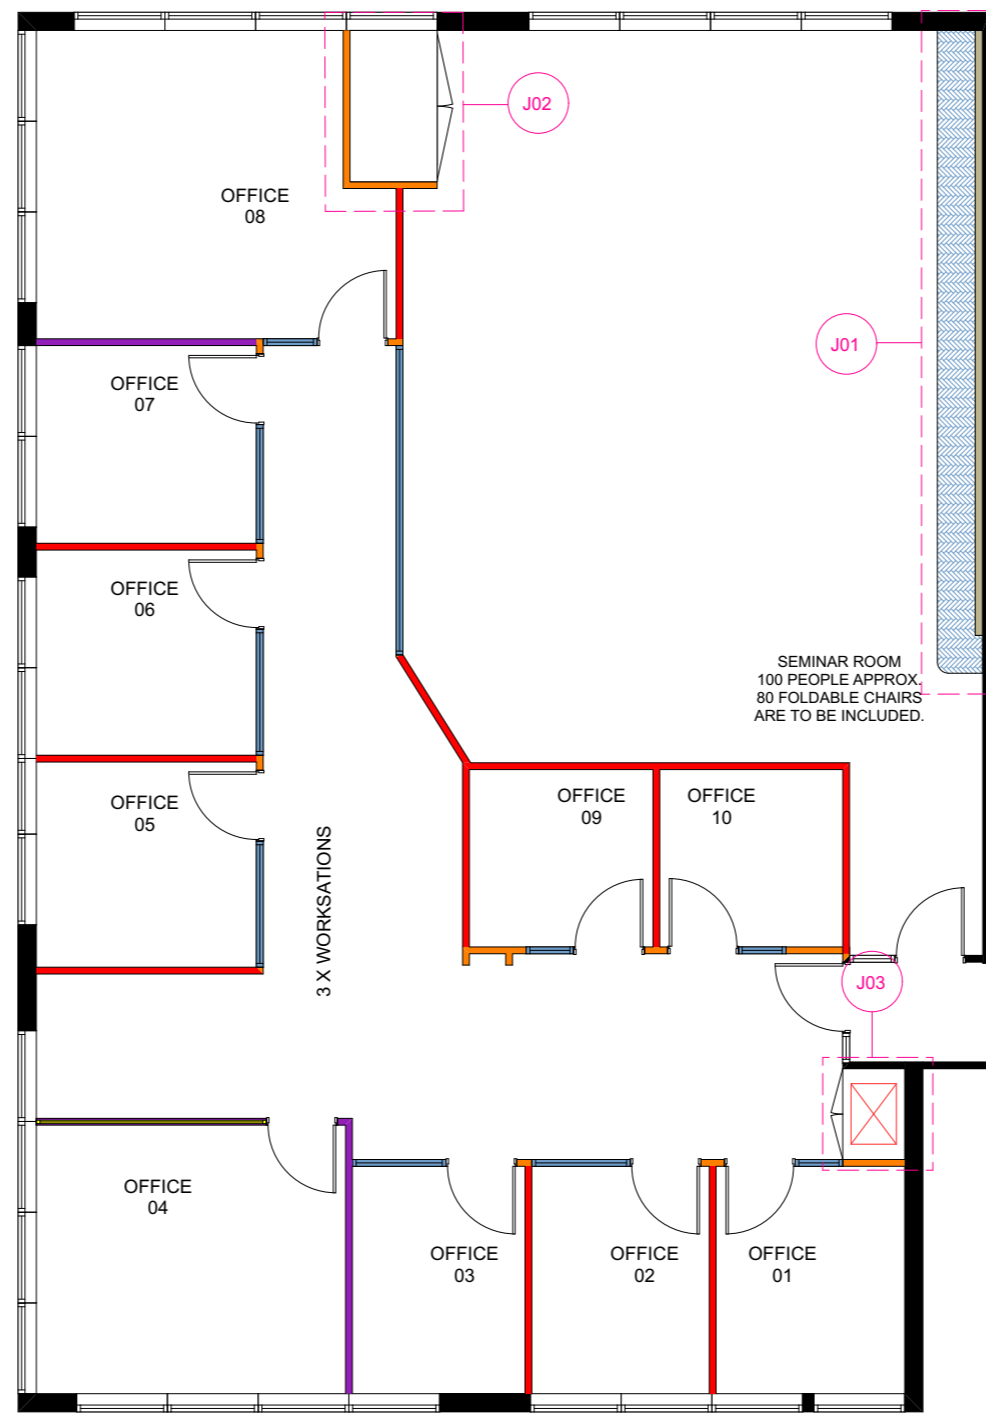 J02
OFFICE
08
J01
OFFICE
07
OFFICE
06
SEMINAR ROOM
100 PEOPLE APPROX.
80 FOLDABLE CHAIRS
ARE TO BE INCLUDED.
OFFICE
05
OFFICE
09
OFFICE
10
3 X WORKSATIONS
J03
OFFICE
04
OFFICE
03
OFFICE
02
OFFICE
01